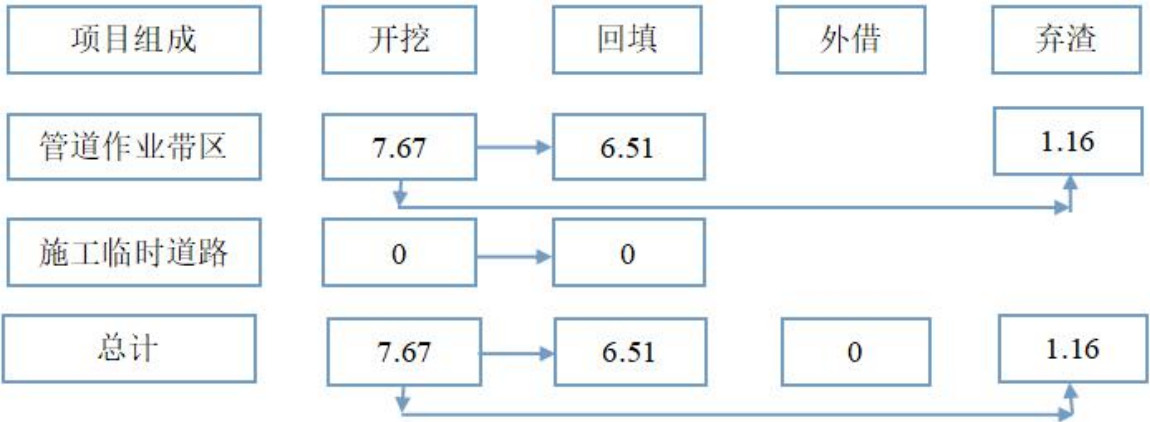 项目组成 开挖 回填 外借 弃渣
管道作业带区 7.67 6.51 1.16
施工临时道路 0 0
总计 7.67 6.51 0 1.16